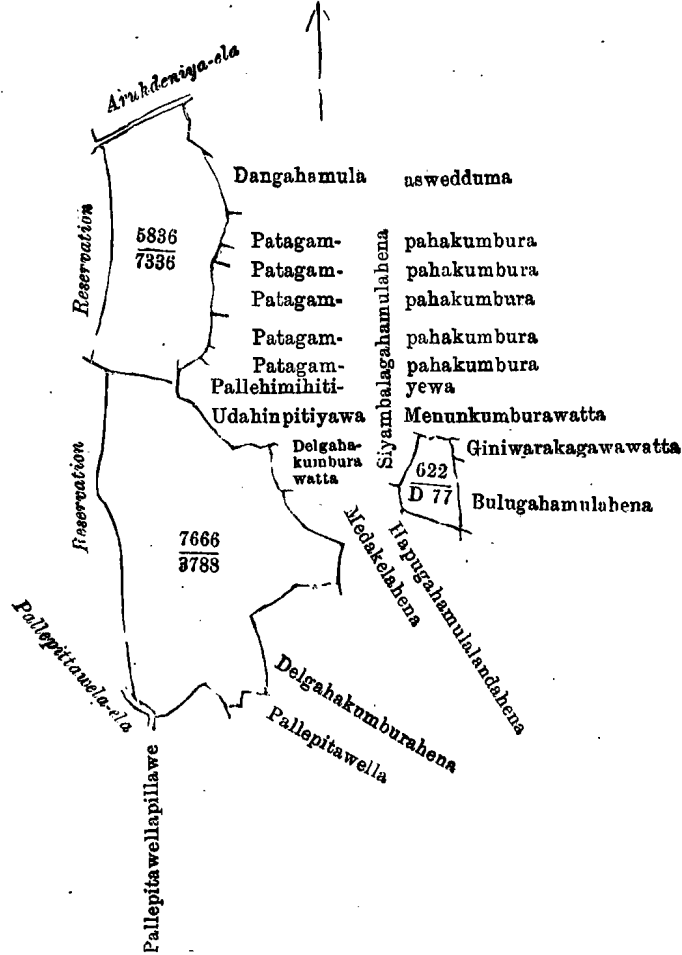 Arukdeniya-ela
Dangahamula aswedduma
Reservation
5836
7336
Patagam- pahakumbura
Patagam- pahakumbura
Patagam- pahakumbura
Patagam- pahakumbura
Patagam- pahakumbura
Pallehimihiti- yewa
Siyambalagahamulahena
Udahinpitiyawa Menunkumburawatta
Delgaha-
kumbura
watta
Giniwarakagawawatta
622
D 77
Bulugahamulahena
Reservation
7666
3788
Medakelahena
Hapugahamulalandahena
Pallepittawela-ela
Delgahakumburahena
Pallepitawella
Pallepitawellapillawe